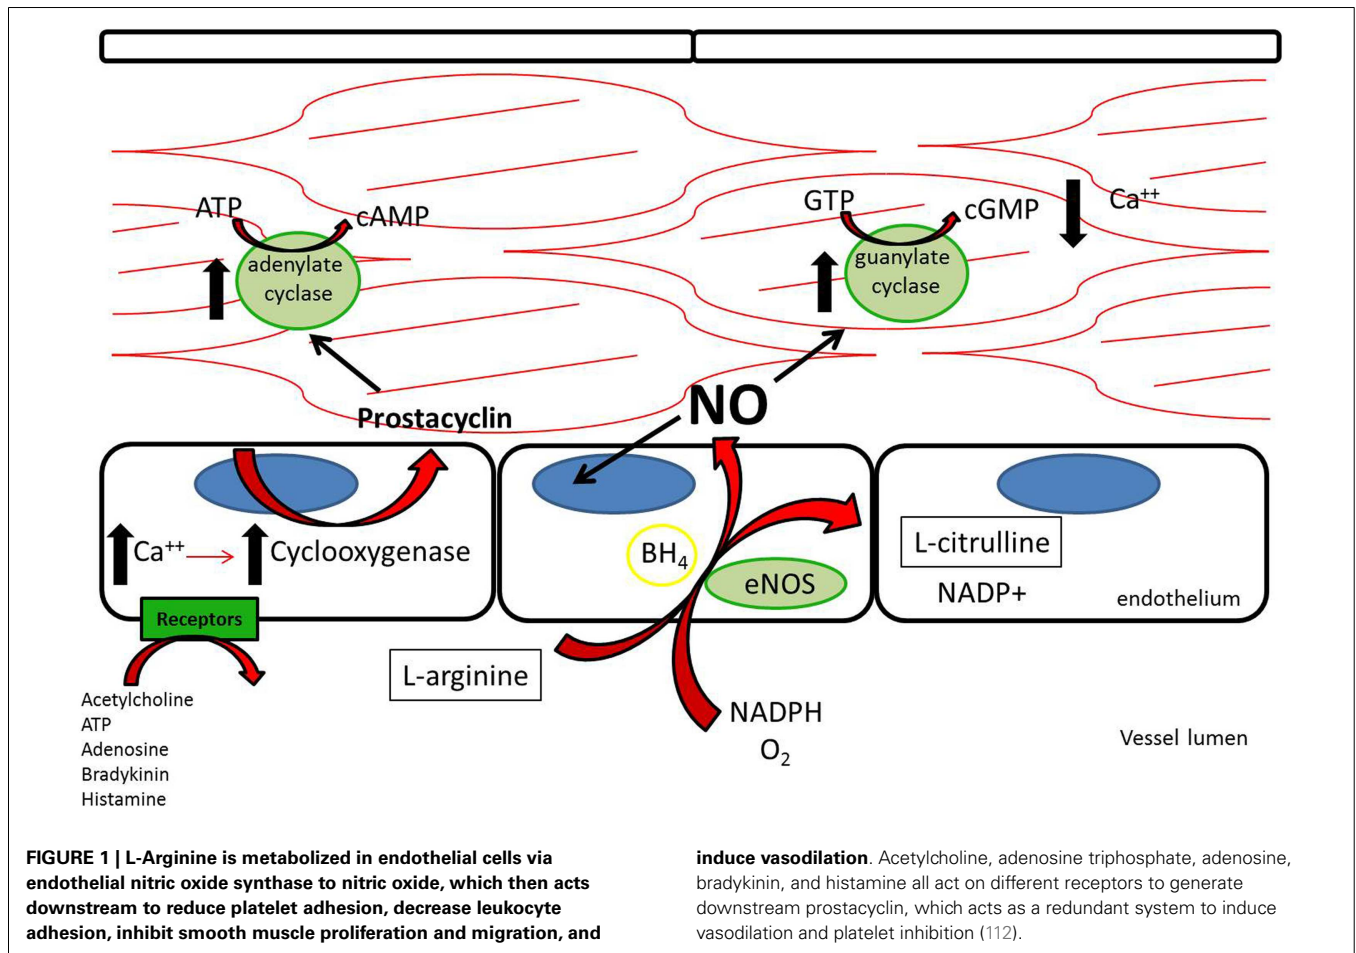 ATP
cAMP
adenylate
cyclase
GTP
cGMP
Ca⁺⁺
guanylate
cyclase
Prostacyclin
NO
Ca⁺⁺
Cyclooxygenase
BH₄
eNOS
L-citrulline
NADP+
endothelium
Receptors
L-arginine
NADPH
O₂
Acetylcholine
ATP
Adenosine
Bradykinin
Histamine
Vessel lumen
FIGURE 1 | L-Arginine is metabolized in endothelial cells via
endothelial nitric oxide synthase to nitric oxide, which then acts
downstream to reduce platelet adhesion, decrease leukocyte
adhesion, inhibit smooth muscle proliferation and migration, and
induce vasodilation. Acetylcholine, adenosine triphosphate, adenosine,
bradykinin, and histamine all act on different receptors to generate
downstream prostacyclin, which acts as a redundant system to induce
vasodilation and platelet inhibition (112).